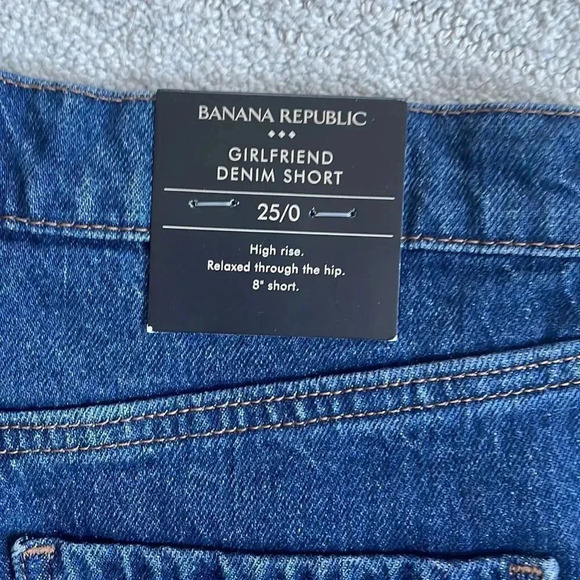 BANANA REPUBLIC
GIRLFRIEND
DENIM SHORT
25/0
High rise.
Relaxed through the hip.
8" short.